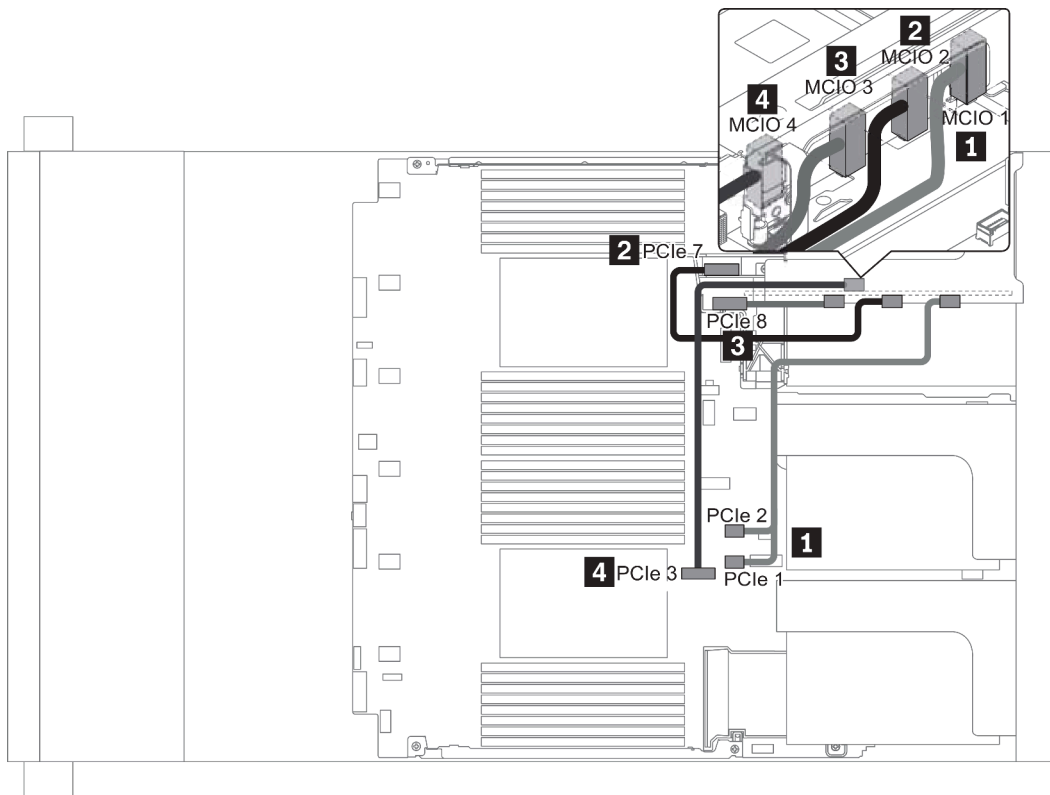 2
MCIO 2
3
MCIO 3
4
MCIO 4
MCIO 1
1
2 PCIe 7
PCIe 8
3
PCIe 2
1
4 PCIe 3
PCIe 1